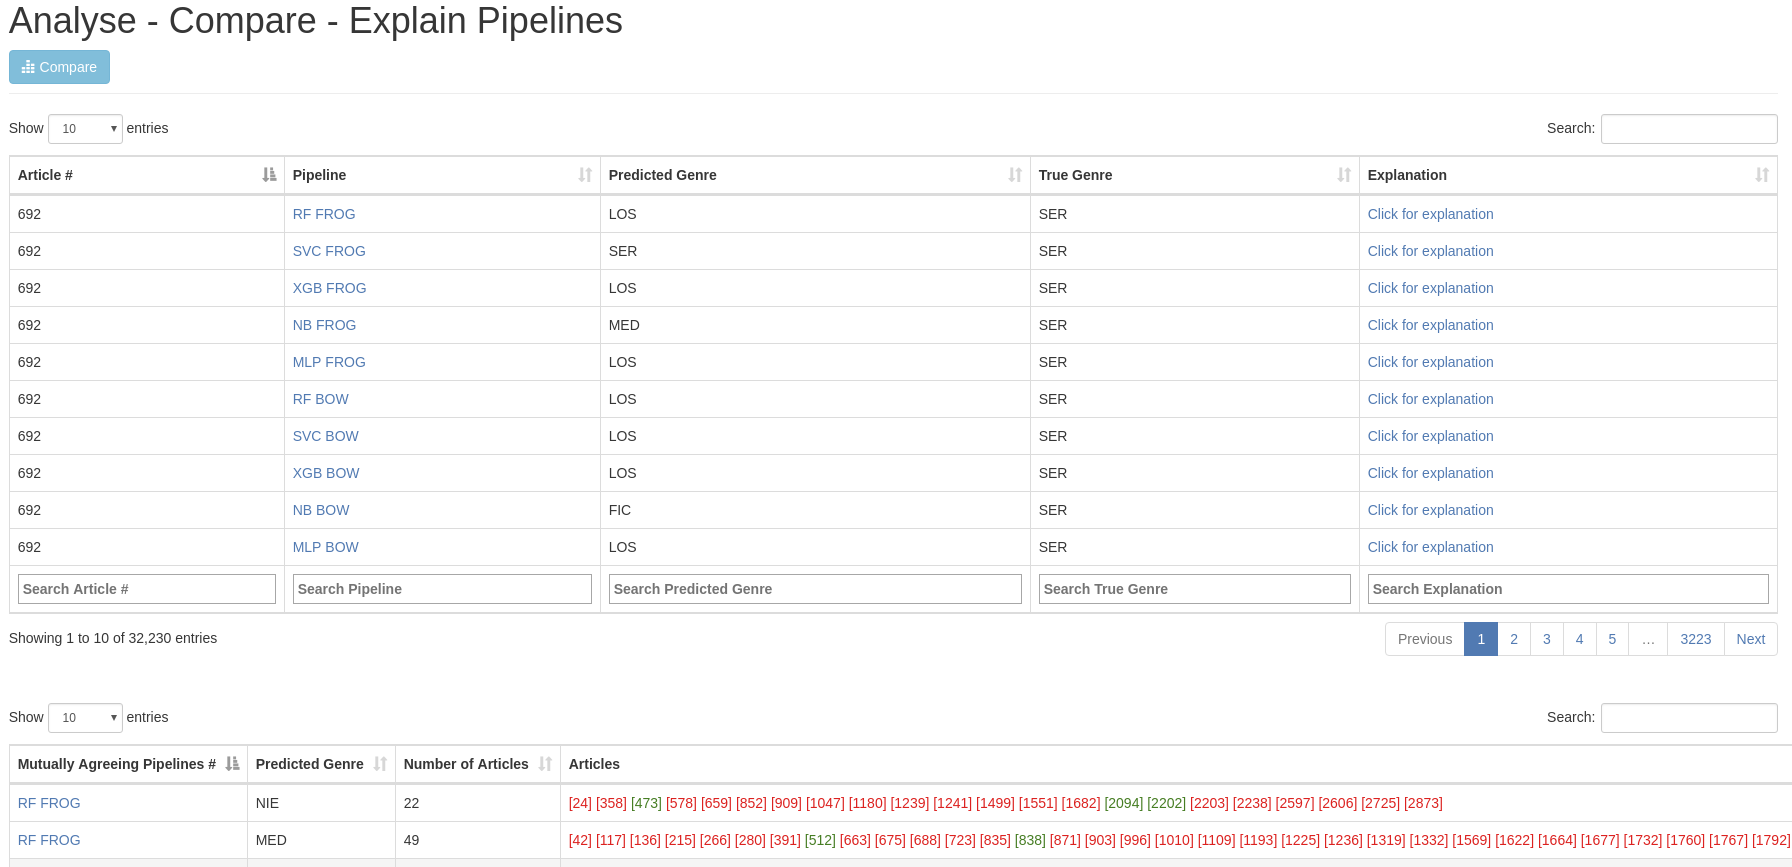 Analyse - Compare - Explain Pipelines
Compare
Show 10 entries Search:
Article # Pipeline Predicted Genre True Genre Explanation
692 RF FROG LOS SER Click for explanation
692 SVC FROG SER SER Click for explanation
692 XGB FROG LOS SER Click for explanation
692 NB FROG MED SER Click for explanation
692 MLP FROG LOS SER Click for explanation
692 RF BOW LOS SER Click for explanation
692 SVC BOW LOS SER Click for explanation
692 XGB BOW LOS SER Click for explanation
692 NB BOW FIC SER Click for explanation
692 MLP BOW LOS SER Click for explanation
Search Article # Search Pipeline Search Predicted Genre Search True Genre Search Explanation
Showing 1 to 10 of 32,230 entries Previous 1 2 3 4 5 … 3223 Next
Show 10 entries Search:
Mutually Agreeing Pipelines # Predicted Genre Number of Articles Articles
RF FROG NIE 22 [24] [358] [473] [578] [659] [852] [909] [1047] [1180] [1239] [1241] [1499] [1551] [1682] [2094] [2202] [2203] [2238] [2597] [2606] [2725] [2873]
RF FROG MED 49 [42] [117] [136] [215] [266] [280] [391] [512] [663] [675] [688] [723] [835] [838] [871] [903] [996] [1010] [1109] [1193] [1225] [1236] [1319] [1332] [1569] [1622] [1664] [1677] [1732] [1760] [1767] [1792]